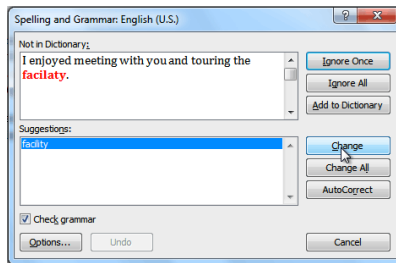 Spelling and Grammar: English (U.S.)
Not in Dictionary:
I enjoyed meeting with you and touring the
facilaty.
Ignore Once
Ignore All
Add to Dictionary
Suggestions:
facility
Change
Change All
AutoCorrect
Check grammar
Options...
Undo
Cancel